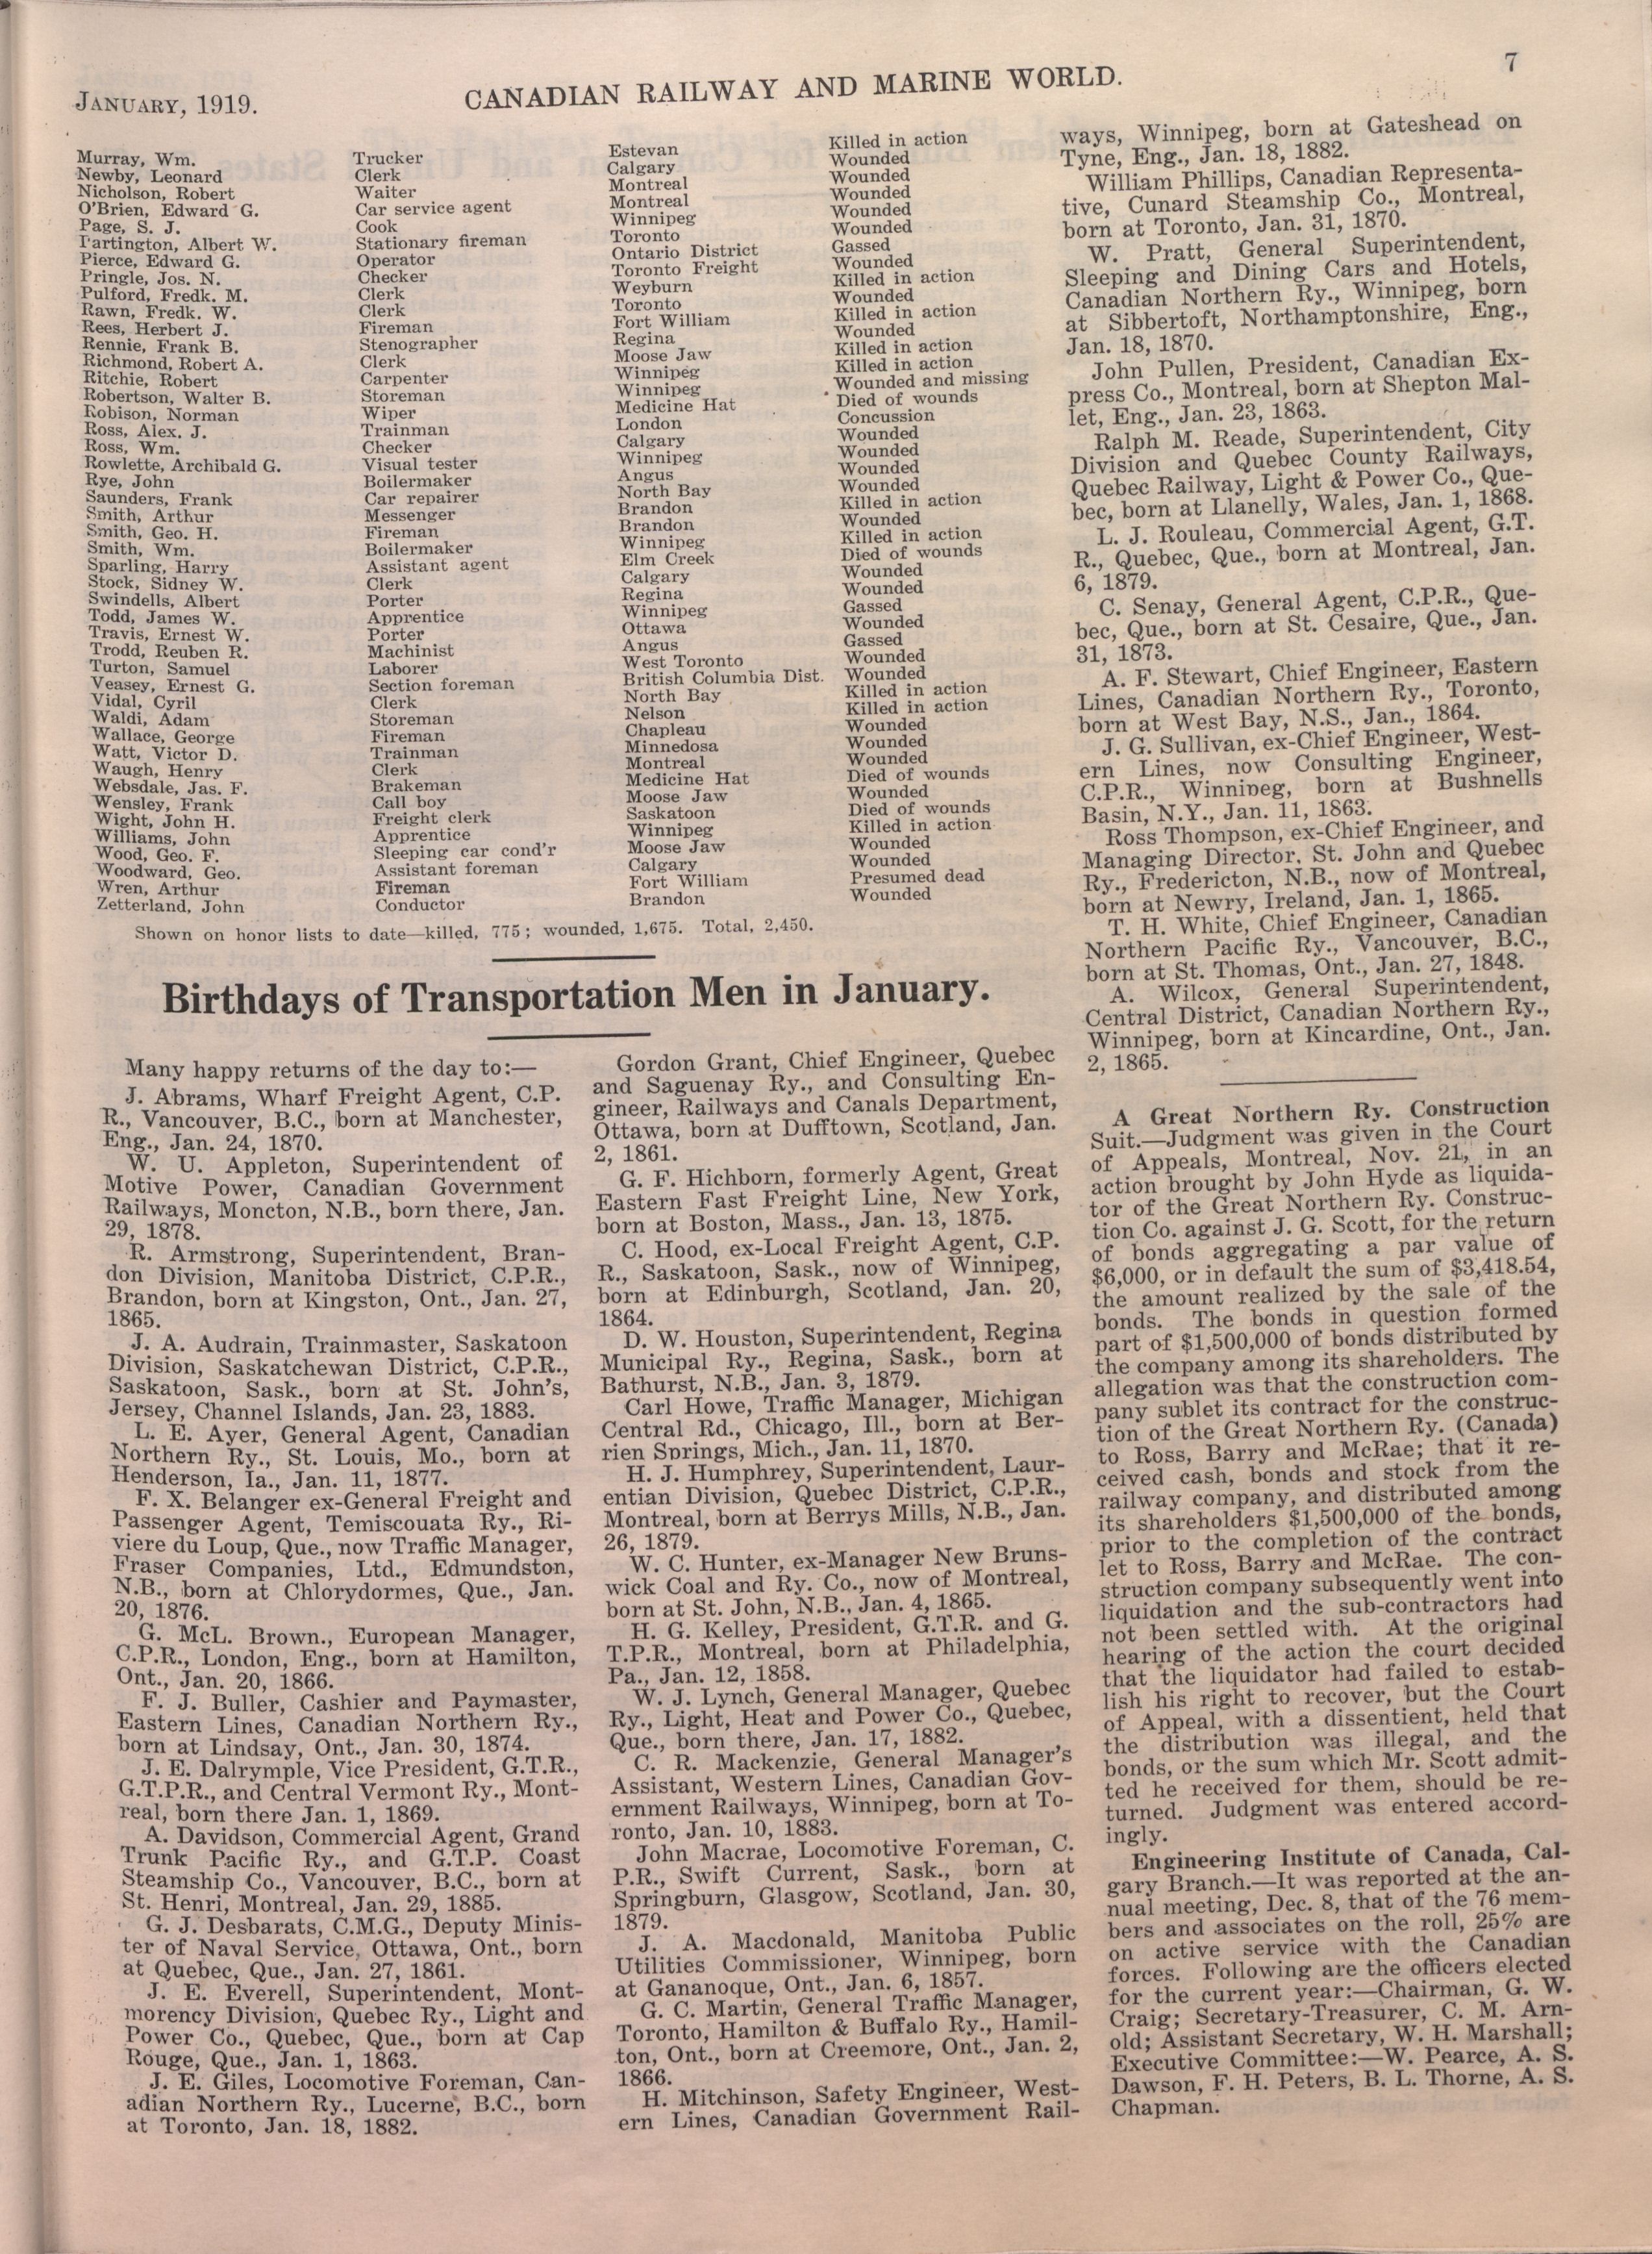 JANUARY, 1919. CANADIAN RAILWAY AND MARINE WORLD. 7
Murray, Wm. Trucker Estevan Killed in action
Newby, Leonard Clerk Calgary Wounded
Nicholson, Robert Waiter Montreal Wounded
O'Brien, Edward G. Car service agent Montreal Wounded
Page, S. J. Cook Winnipeg Wounded
Partington, Albert W. Stationary fireman Toronto Wounded
Pierce, Edward G. Operator Ontario District Gassed
Pringle, Jos. N. Checker Toronto Freight Wounded
Pulford, Fredk. M. Clerk Weyburn Killed in action
Rawn, Fredk. W. Clerk Toronto Wounded
Rees, Herbert J. Fireman Fort William Killed in action
Rennie, Frank B. Stenographer Regina Wounded
Richmond, Robert A. Clerk Moose Jaw Killed in action
Ritchie, Robert Carpenter Winnipeg Killed in action
Robertson, Walter B. Storeman Winnipeg Wounded and missing
Robison, Norman Wiper Medicine Hat Died of wounds
Ross, Alex. J. Trainman London Concussion
Ross, Wm. Checker Calgary Wounded
Rowlette, Archibald G. Visual tester Winnipeg Wounded
Rye, John Boilermaker Angus Wounded
Saunders, Frank Car repairer North Bay Wounded
Smith, Arthur Messenger Brandon Killed in action
Smith, Geo. H. Fireman Brandon Wounded
Smith, Wm. Boilermaker Winnipeg Killed in action
Sparling, Harry Assistant agent Elm Creek Died of wounds
Stock, Sidney W. Clerk Calgary Wounded
Swindells, Albert Porter Regina Wounded
Todd, James W. Apprentice Winnipeg Gassed
Travis, Ernest W. Porter Ottawa Wounded
Trodd, Reuben R. Machinist Angus Gassed
Turton, Samuel Laborer West Toronto Wounded
Veasey, Ernest G. Section foreman British Columbia Dist. Wounded
Vidal, Cyril Clerk North Bay Killed in action
Waldi, Adam Storeman Nelson Killed in action
Wallace, George Fireman Chapleau Wounded
Watt, Victor D. Trainman Minnedosa Wounded
Waugh, Henry Clerk Montreal Wounded
Websdale, Jas. F. Brakeman Medicine Hat Died of wounds
Wensley, Frank Call boy Moose Jaw Wounded
Wight, John H. Freight clerk Saskatoon Died of wounds
Williams, John Apprentice Winnipeg Killed in action
Wood, Geo. F. Sleeping car cond'r Moose Jaw Wounded
Woodward, Geo. Assistant foreman Calgary Wounded
Wren, Arthur Fireman Fort William Presumed dead
Zetterland, John Conductor Brandon Wounded
Shown on honor lists to date—killed, 775; wounded, 1,675. Total, 2,450.
Birthdays of Transportation Men in January.
Many happy returns of the day to:—
J. Abrams, Wharf Freight Agent, C.P.
R., Vancouver, B.C., born at Manchester,
Eng., Jan. 24, 1870.
W. U. Appleton, Superintendent of
Motive Power, Canadian Government
Railways, Moncton, N.B., born there, Jan.
29, 1878.
R. Armstrong, Superintendent, Bran-
don Division, Manitoba District, C.P.R.,
Brandon, born at Kingston, Ont., Jan. 27,
1865.
J. A. Audrain, Trainmaster, Saskatoon
Division, Saskatchewan District, C.P.R.,
Saskatoon, Sask., born at St. John's,
Jersey, Channel Islands, Jan. 23, 1883.
L. E. Ayer, General Agent, Canadian
Northern Ry., St. Louis, Mo., born at
Henderson, Ia., Jan. 11, 1877.
F. X. Belanger ex-General Freight and
Passenger Agent, Temiscouata Ry., Ri-
viere du Loup, Que., now Traffic Manager,
Fraser Companies, Ltd., Edmundston,
N.B., born at Chlorydormes, Que., Jan.
20, 1876.
G. McL. Brown., European Manager,
C.P.R., London, Eng., born at Hamilton,
Ont., Jan. 20, 1866.
F. J. Buller, Cashier and Paymaster,
Eastern Lines, Canadian Northern Ry.,
born at Lindsay, Ont., Jan. 30, 1874.
J. E. Dalrymple, Vice President, G.T.R.,
G.T.P.R., and Central Vermont Ry., Mont-
real, born there Jan. 1, 1869.
A. Davidson, Commercial Agent, Grand
Trunk Pacific Ry., and G.T.P. Coast
Steamship Co., Vancouver, B.C., born at
St. Henri, Montreal, Jan. 29, 1885.
G. J. Desbarats, C.M.G., Deputy Minis-
ter of Naval Service, Ottawa, Ont., born
at Quebec, Que., Jan. 27, 1861.
J. E. Everell, Superintendent, Mont-
morency Division, Quebec Ry., Light and
Power Co., Quebec, Que., born at Cap
Rouge, Que., Jan. 1, 1863.
J. E. Giles, Locomotive Foreman, Can-
adian Northern Ry., Lucerne, B.C., born
at Toronto, Jan. 18, 1882.
Gordon Grant, Chief Engineer, Quebec
and Saguenay Ry., and Consulting En-
gineer, Railways and Canals Department,
Ottawa, born at Dufftown, Scotland, Jan.
2, 1861.
G. F. Hichborn, formerly Agent, Great
Eastern Fast Freight Line, New York,
born at Boston, Mass., Jan. 13, 1875.
C. Hood, ex-Local Freight Agent, C.P.
R., Saskatoon, Sask., now of Winnipeg,
born at Edinburgh, Scotland, Jan. 20,
1864.
D. W. Houston, Superintendent, Regina
Municipal Ry., Regina, Sask., born at
Bathurst, N.B., Jan. 3, 1879.
Carl Howe, Traffic Manager, Michigan
Central Rd., Chicago, Ill., born at Ber-
rien Springs, Mich., Jan. 11, 1870.
H. J. Humphrey, Superintendent, Laur-
entian Division, Quebec District, C.P.R.,
Montreal, born at Berrys Mills, N.B., Jan.
26, 1879.
W. C. Hunter, ex-Manager New Bruns-
wick Coal and Ry. Co., now of Montreal,
born at St. John, N.B., Jan. 4, 1865.
H. G. Kelley, President, G.T.R. and G.
T.P.R., Montreal, born at Philadelphia,
Pa., Jan. 12, 1858.
W. J. Lynch, General Manager, Quebec
Ry., Light, Heat and Power Co., Quebec,
Que., born there, Jan. 17, 1882.
C. R. Mackenzie, General Manager's
Assistant, Western Lines, Canadian Gov-
ernment Railways, Winnipeg, born at To-
ronto, Jan. 10, 1883.
John Macrae, Locomotive Foreman, C.
P.R., Swift Current, Sask., born at
Springburn, Glasgow, Scotland, Jan. 30,
1879.
J. A. Macdonald, Manitoba Public
Utilities Commissioner, Winnipeg, born
at Gananoque, Ont., Jan. 6, 1857.
G. C. Martin, General Traffic Manager,
Toronto, Hamilton & Buffalo Ry., Hamil-
ton, Ont., born at Creemore, Ont., Jan. 2,
1866.
H. Mitchinson, Safety Engineer, West-
ern Lines, Canadian Government Rail-
ways, Winnipeg, born at Gateshead on
Tyne, Eng., Jan. 18, 1882.
William Phillips, Canadian Representa-
tive, Cunard Steamship Co., Montreal,
born at Toronto, Jan. 31, 1870.
W. Pratt, General Superintendent,
Sleeping and Dining Cars and Hotels,
Canadian Northern Ry., Winnipeg, born
at Sibbertoft, Northamptonshire, Eng.,
Jan. 18, 1870.
John Pullen, President, Canadian Ex-
press Co., Montreal, born at Shepton Mal-
let, Eng., Jan. 23, 1863.
Ralph M. Reade, Superintendent, City
Division and Quebec County Railways,
Quebec Railway, Light & Power Co., Que-
bec, born at Llanelly, Wales, Jan. 1, 1868.
L. J. Rouleau, Commercial Agent, G.T.
R., Quebec, Que., born at Montreal, Jan.
6, 1879.
C. Senay, General Agent, C.P.R., Que-
bec, Que., born at St. Cesaire, Que., Jan.
31, 1873.
A. F. Stewart, Chief Engineer, Eastern
Lines, Canadian Northern Ry., Toronto,
born at West Bay, N.S., Jan., 1864.
J. G. Sullivan, ex-Chief Engineer, West-
ern Lines, now Consulting Engineer,
C.P.R., Winnipeg, born at Bushnells
Basin, N.Y., Jan. 11, 1863.
Ross Thompson, ex-Chief Engineer, and
Managing Director, St. John and Quebec
Ry., Fredericton, N.B., now of Montreal,
born at Newry, Ireland, Jan. 1, 1865.
T. H. White, Chief Engineer, Canadian
Northern Pacific Ry., Vancouver, B.C.,
born at St. Thomas, Ont., Jan. 27, 1848.
A. Wilcox, General Superintendent,
Central District, Canadian Northern Ry.,
Winnipeg, born at Kincardine, Ont., Jan.
2, 1865.
A Great Northern Ry. Construction
Suit.—Judgment was given in the Court
of Appeals, Montreal, Nov. 21, in an
action brought by John Hyde as liquida-
tor of the Great Northern Ry. Construc-
tion Co. against J. G. Scott, for the return
of bonds aggregating a par value of
$6,000, or in default the sum of $3,418.54,
the amount realized by the sale of the
bonds. The bonds in question formed
part of $1,500,000 of bonds distributed by
the company among its shareholders. The
allegation was that the construction com-
pany sublet its contract for the construc-
tion of the Great Northern Ry. (Canada)
to Ross, Barry and McRae; that it re-
ceived cash, bonds and stock from the
railway company, and distributed among
its shareholders $1,500,000 of the bonds,
prior to the completion of the contract
let to Ross, Barry and McRae. The con-
struction company subsequently went into
liquidation and the sub-contractors had
not been settled with. At the original
hearing of the action the court decided
that the liquidator had failed to estab-
lish his right to recover, but the Court
of Appeal, with a dissentient, held that
the distribution was illegal, and the
bonds, or the sum which Mr. Scott admit-
ted he received for them, should be re-
turned. Judgment was entered accord-
ingly.
Engineering Institute of Canada, Cal-
gary Branch.—It was reported at the an-
nual meeting, Dec. 8, that of the 76 mem-
bers and associates on the roll, 25% are
on active service with the Canadian
forces. Following are the officers elected
for the current year:—Chairman, G. W.
Craig; Secretary-Treasurer, C. M. Arn-
old; Assistant Secretary, W. H. Marshall;
Executive Committee:—W. Pearce, A. S.
Dawson, F. H. Peters, B. L. Thorne, A. S.
Chapman.